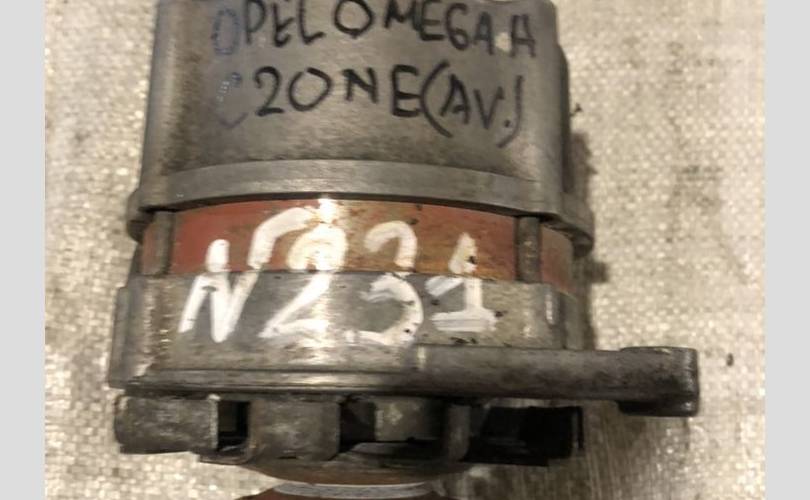 OPEL OMEGA A
C20NE(AV.)
N231